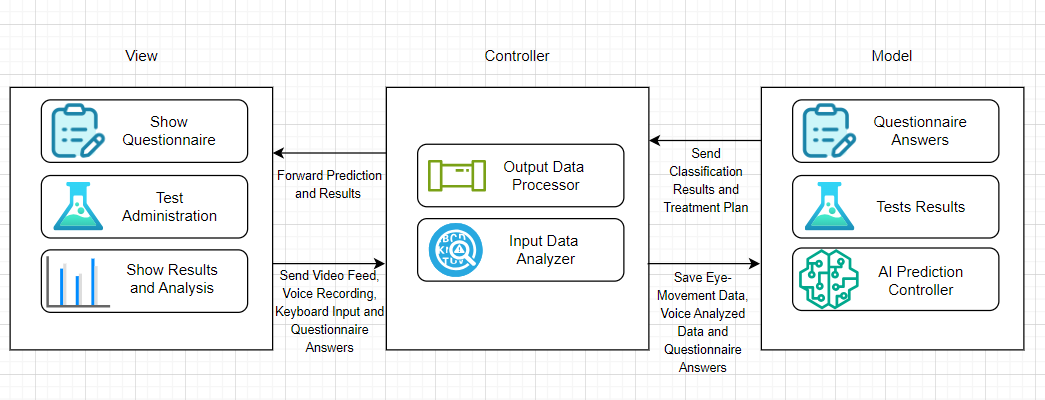 View
Controller
Model
Show
Questionnaire
Test
Administration
Show Results
and Analysis
Forward Prediction
and Results
Send Video Feed,
Voice Recording,
Keyboard Input and
Questionnaire
Answers
Output Data
Processor
Input Data
Analyzer
Send
Classification
Results and
Treatment Plan
Save Eye-
Movement Data,
Voice Analyzed
Data and
Questionnaire
Answers
Questionnaire
Answers
Tests Results
AI Prediction
Controller